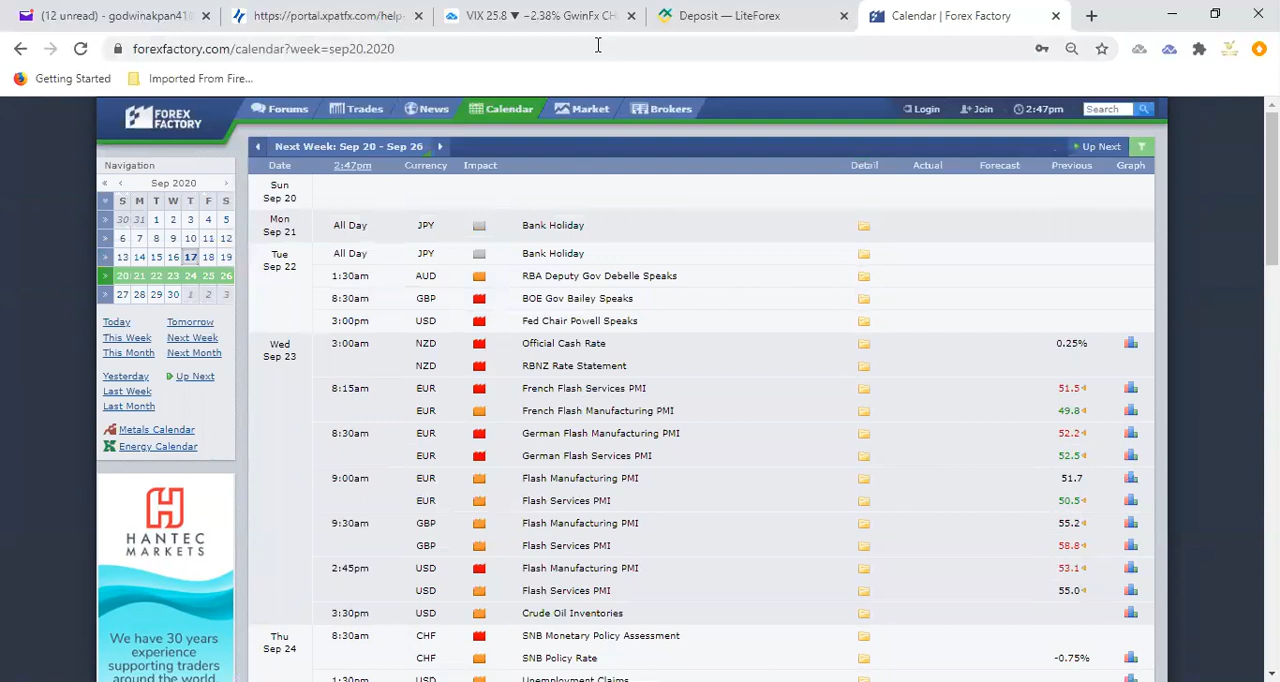 (12 unread) - godwinakpan41
https://portal.xpatfx.com/help-
VIX 25.8 ▼ −2.38% GwinFx CH
Deposit — LiteForex
Calendar | Forex Factory
forexfactory.com/calendar?week=sep20.2020
Getting Started
Imported From Fire...
FOREX FACTORY
Forums
Trades
News
Calendar
Market
Brokers
Login
Join
2:47pm
Search
Navigation
« ‹ Sep 2020 ›
S M T W T F S
» 30 31 1 2 3 4 5
» 6 7 8 9 10 11 12
» 13 14 15 16 17 18 19
» 20 21 22 23 24 25 26
» 27 28 29 30 1 2 3
Today Tomorrow
This Week Next Week
This Month Next Month
Yesterday Up Next
Last Week
Last Month
Metals Calendar
Energy Calendar
HANTEC
MARKETS
We have 30 years
experience
supporting traders
around the world
Next Week: Sep 20 - Sep 26
Up Next
Date 2:47pm Currency Impact Detail Actual Forecast Previous Graph
Sun
Sep 20
Mon
Sep 21
All Day JPY Bank Holiday
Tue
Sep 22
All Day JPY Bank Holiday
1:30am AUD RBA Deputy Gov Debelle Speaks
8:30am GBP BOE Gov Bailey Speaks
3:00pm USD Fed Chair Powell Speaks
Wed
Sep 23
3:00am NZD Official Cash Rate 0.25%
NZD RBNZ Rate Statement
8:15am EUR French Flash Services PMI 51.5
EUR French Flash Manufacturing PMI 49.8
8:30am EUR German Flash Manufacturing PMI 52.2
EUR German Flash Services PMI 52.5
9:00am EUR Flash Manufacturing PMI 51.7
EUR Flash Services PMI 50.5
9:30am GBP Flash Manufacturing PMI 55.2
GBP Flash Services PMI 58.8
2:45pm USD Flash Manufacturing PMI 53.1
USD Flash Services PMI 55.0
3:30pm USD Crude Oil Inventories
Thu
Sep 24
8:30am CHF SNB Monetary Policy Assessment
CHF SNB Policy Rate -0.75%
1:30pm USD Unemployment Claims